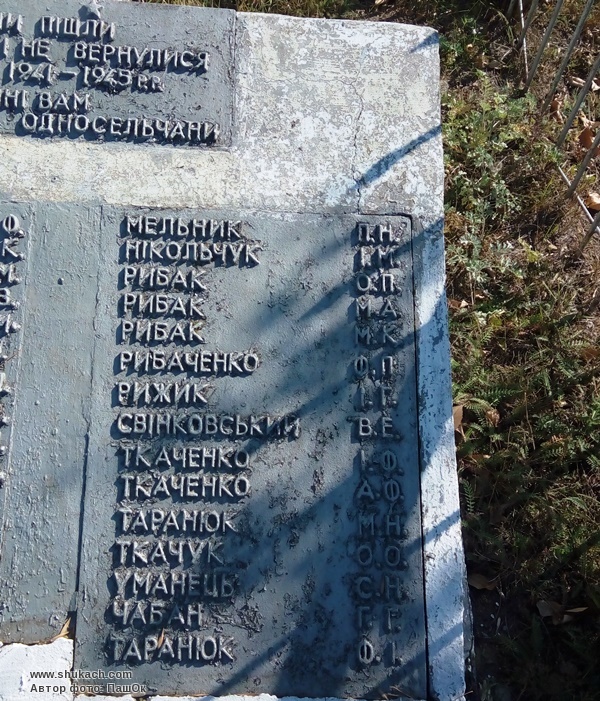 ПІШЛИ
І НЕ ВЕРНУЛИСЯ
1941–1945 РР.
ВАМ
ОДНОСЕЛЬЧАНИ
Ф.
К.
М.
МЕЛЬНИК П.Н.
НІКОЛЬЧУК М.
РИБАК О.П.
РИБАК М.А.
РИБАК М.К.
РИБАЧЕНКО Ф.П.
РИЖИК І.Г.
СВІНКОВСЬКИЙ В.Е.
ТКАЧЕНКО І.Ф.
ТКАЧЕНКО А.Ф.
ТАРАНЮК М.Н.
ТКАЧУК О.О.
УМАНЕЦЬ С.Н.
ЧАБАН Г.Г.
ТАРАНЮК Ф.І.
www.shukach.com
Автор фото: ПашОк